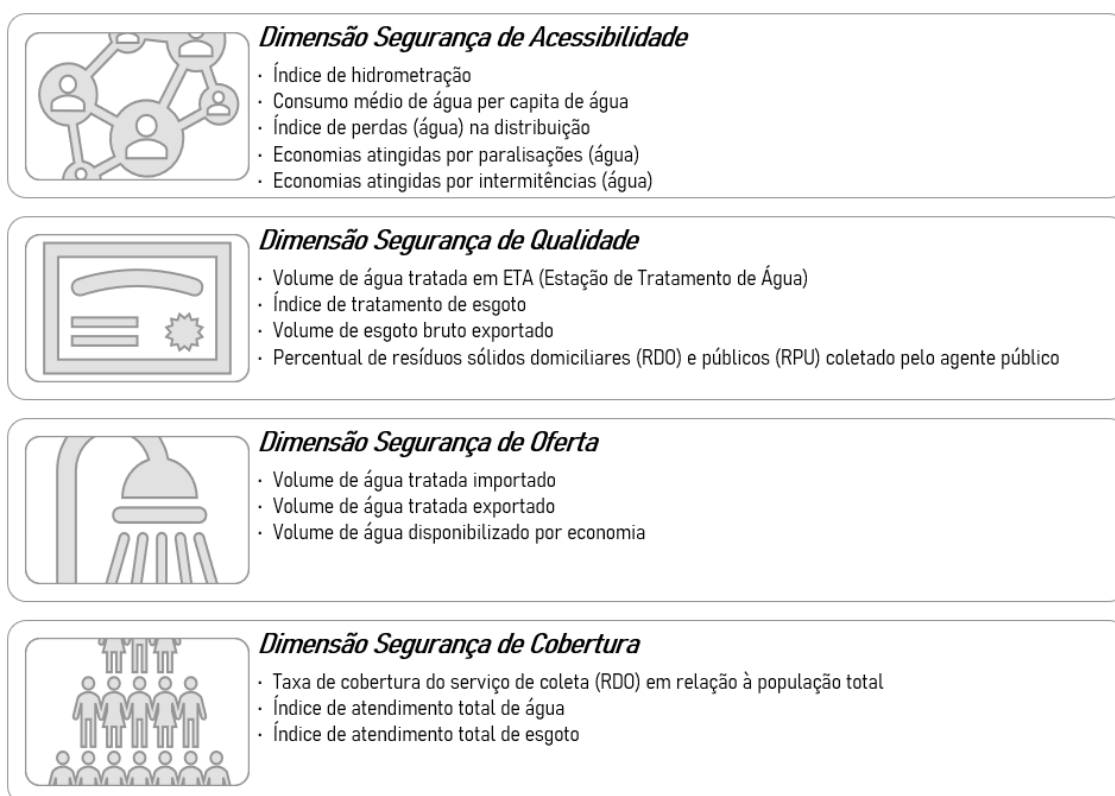 Dimensão Segurança de Acessibilidade
· Índice de hidrometração
· Consumo médio de água per capita de água
· Índice de perdas (água) na distribuição
· Economias atingidas por paralisações (água)
· Economias atingidas por intermitências (água)
Dimensão Segurança de Qualidade
· Volume de água tratada em ETA (Estação de Tratamento de Água)
· Índice de tratamento de esgoto
· Volume de esgoto bruto exportado
· Percentual de resíduos sólidos domiciliares (RDO) e públicos (RPU) coletado pelo agente público
Dimensão Segurança de Oferta
· Volume de água tratada importado
· Volume de água tratada exportado
· Volume de água disponibilizado por economia
Dimensão Segurança de Cobertura
· Taxa de cobertura do serviço de coleta (RDO) em relação à população total
· Índice de atendimento total de água
· Índice de atendimento total de esgoto